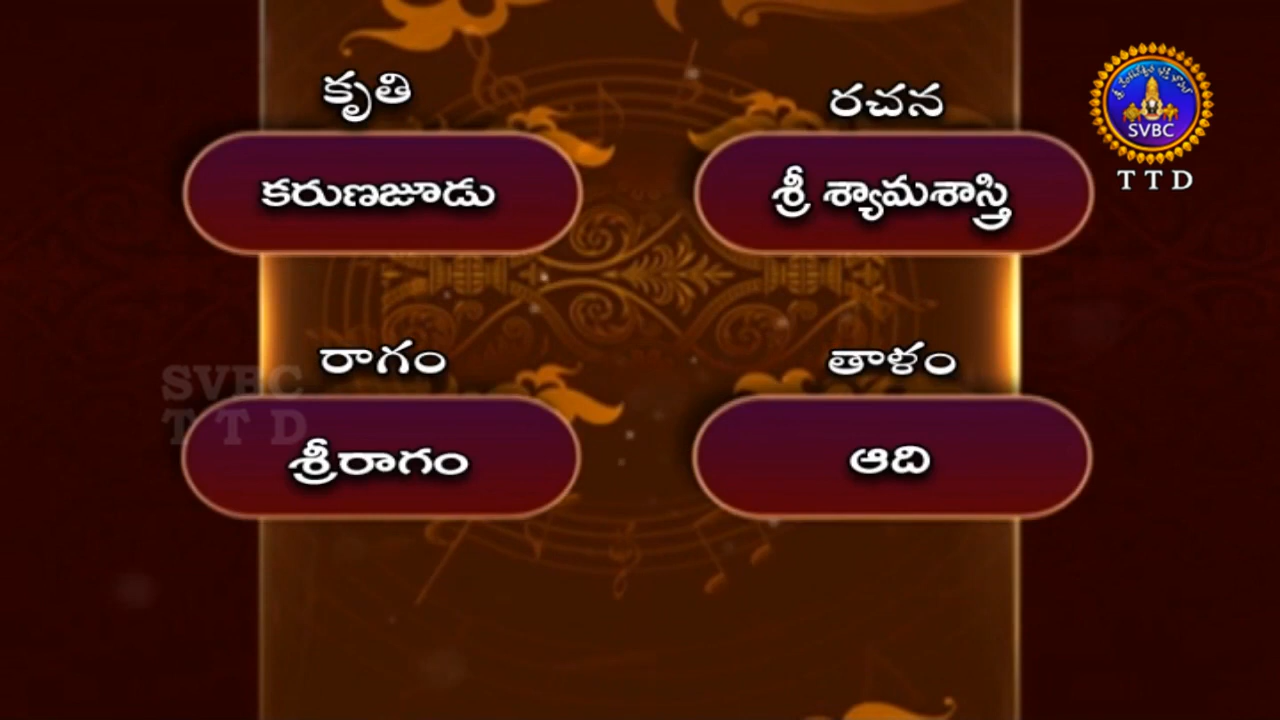 కృతి
రచన
కరుణజూడు
శ్రీ శ్యామశాస్త్రి
SVBC
TTD
రాగం
తాళం
SVBC
TTD
శ్రీరాగం
ఆది